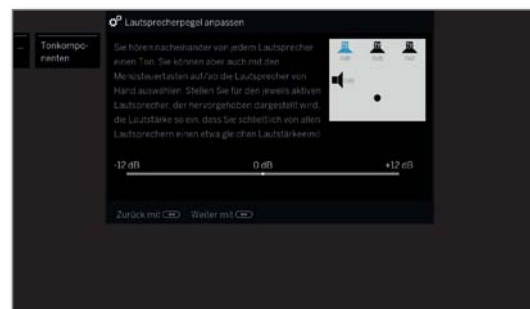 Lautsprecherpegel anpassen
...
Tonkompo-
nenten
Sie hören nacheinander von jedem Lautsprecher
einen Ton. Sie können aber auch mit den
Menüsteuertasten auf/ab die Lautsprecher von
Hand auswählen. Stellen Sie für den jeweils aktiven
Lautsprecher, der hervorgehoben dargestellt wird,
die Lautstärke so ein, dass Sie schließlich von allen
Lautsprechern einen etwa gleichen Lautstärkeeind
-12 dB 0 dB +12 dB
Zurück mit Weiter mit